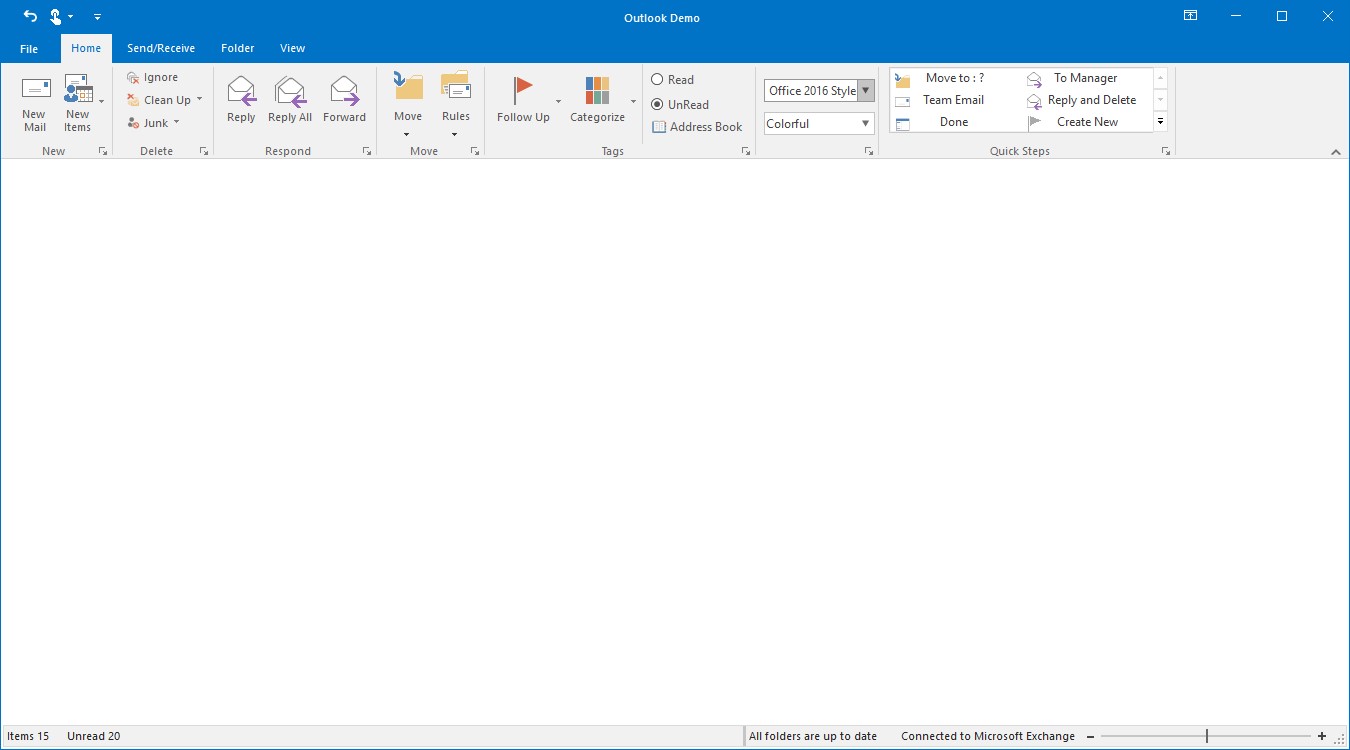 Outlook Demo
File Home Send/Receive Folder View
New Mail
New Items
New
Ignore
Clean Up
Junk
Delete
Reply Reply All Forward
Respond
Move Rules
Move
Follow Up Categorize
Read
UnRead
Address Book
Tags
Office 2016 Style
Colorful
Move to : ? To Manager
Team Email Reply and Delete
Done Create New
Quick Steps
Items 15 Unread 20 All folders are up to date Connected to Microsoft Exchange